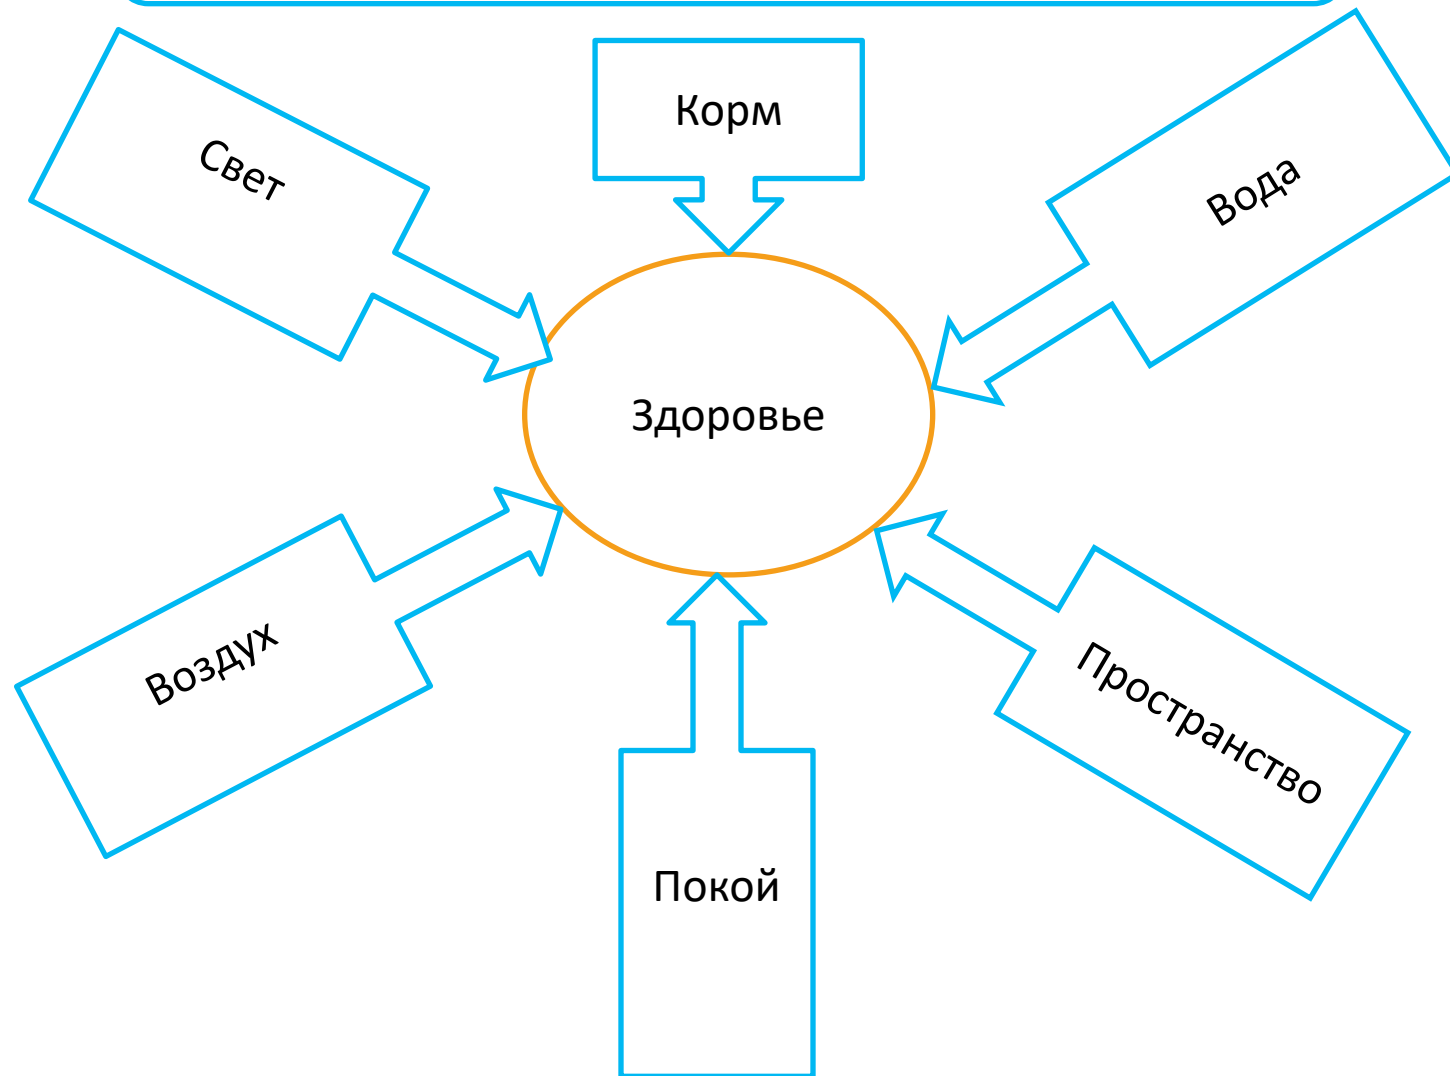 Корм
Свет
Вода
Здоровье
Воздух
Пространство
Покой